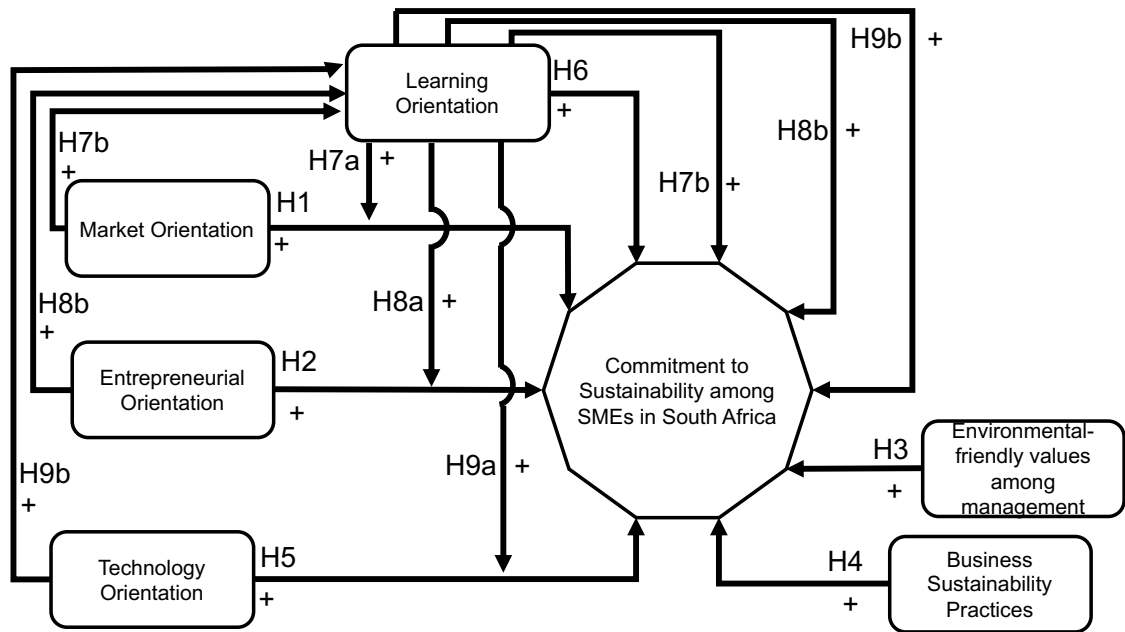 H9b +
Learning
Orientation
H6
+
H8b +
H7b
+
H7a +
H7b +
Market Orientation
H1
+
H8b
+
H8a +
Entrepreneurial
Orientation
H2
+
Commitment to
Sustainability among
SMEs in South Africa
Environmental-
friendly values
among
management
H3
+
H9b
+
H9a +
Technology
Orientation
H5
+
H4
+
Business
Sustainability
Practices